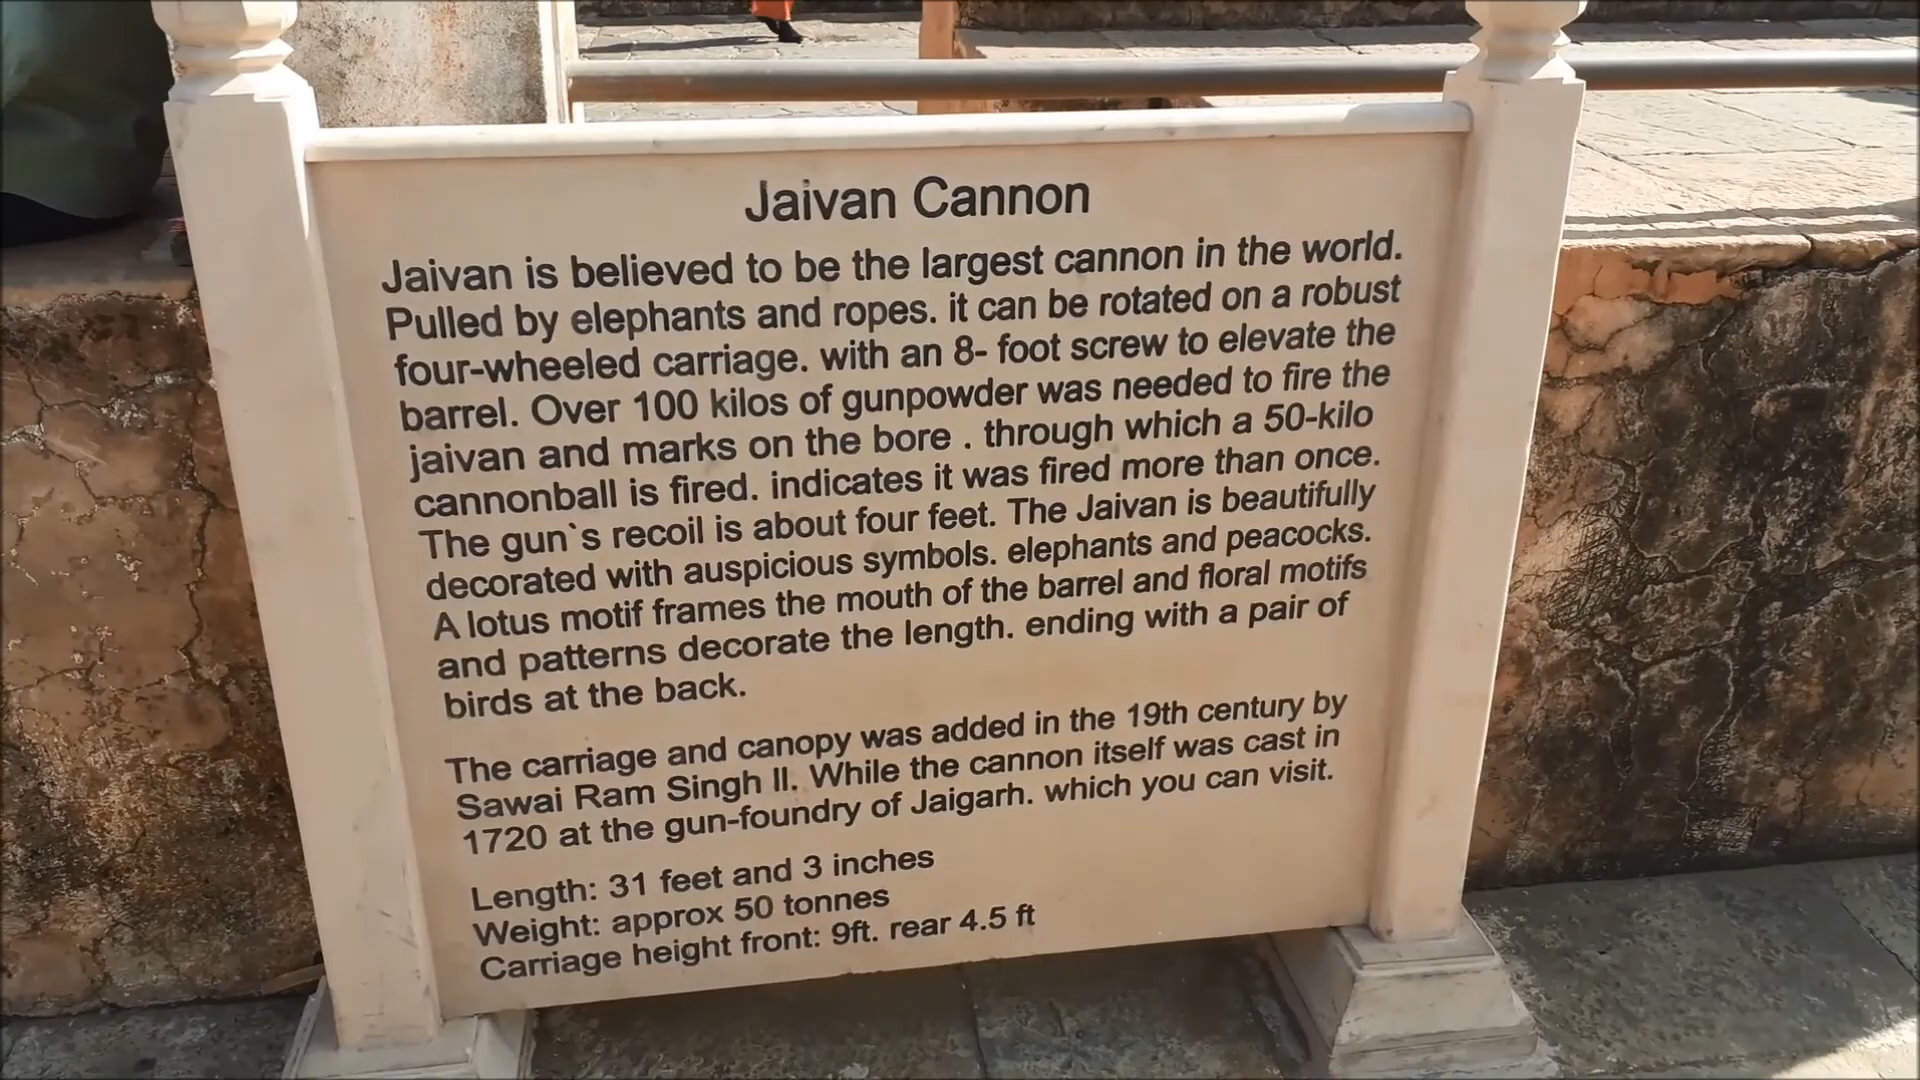 Jaivan Cannon
Jaivan is believed to be the largest cannon in the world.
Pulled by elephants and ropes. it can be rotated on a robust
four-wheeled carriage. with an 8- foot screw to elevate the
barrel. Over 100 kilos of gunpowder was needed to fire the
jaivan and marks on the bore . through which a 50-kilo
cannonball is fired. indicates it was fired more than once.
The gun`s recoil is about four feet. The Jaivan is beautifully
decorated with auspicious symbols. elephants and peacocks.
A lotus motif frames the mouth of the barrel and floral motifs
and patterns decorate the length. ending with a pair of
birds at the back.
The carriage and canopy was added in the 19th century by
Sawai Ram Singh II. While the cannon itself was cast in
1720 at the gun-foundry of Jaigarh. which you can visit.
Length: 31 feet and 3 inches
Weight: approx 50 tonnes
Carriage height front: 9ft. rear 4.5 ft